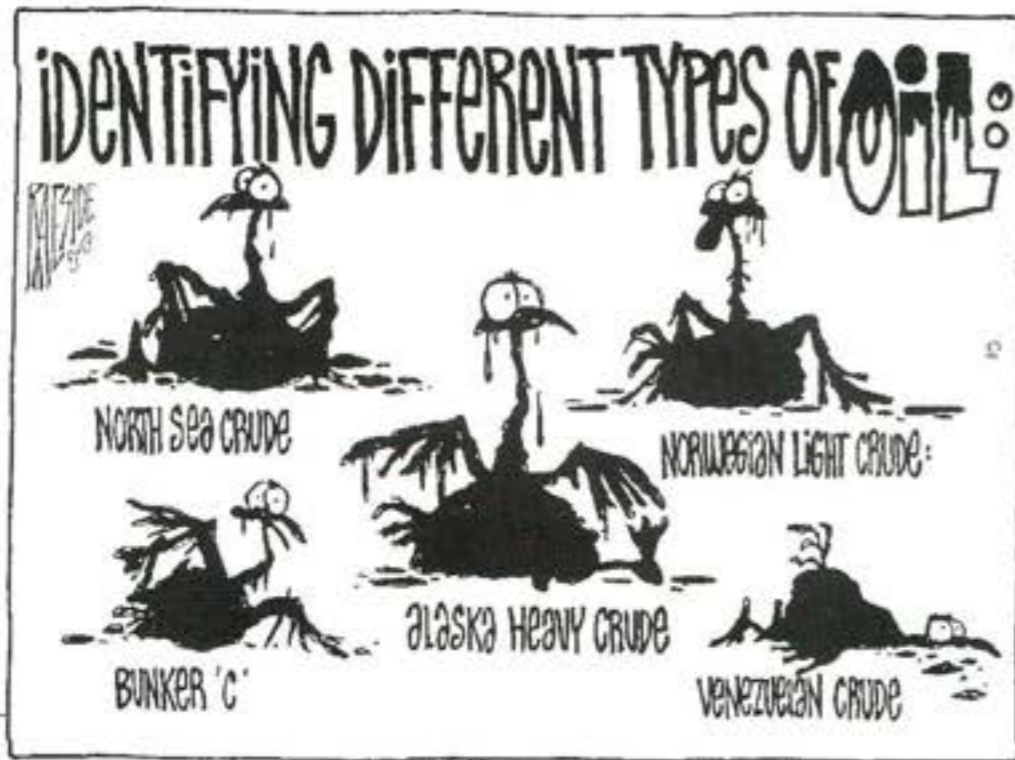 iDeNTiFYiNG DiFFeReNT TYPes OF OiL:
NORTH Sea CRUDe
NORWeGiaN LiGHT CRUDe:
aLaSKa HeavY CRUDe
BUNKeR 'C'
VeNeZUeLaN CRUDe